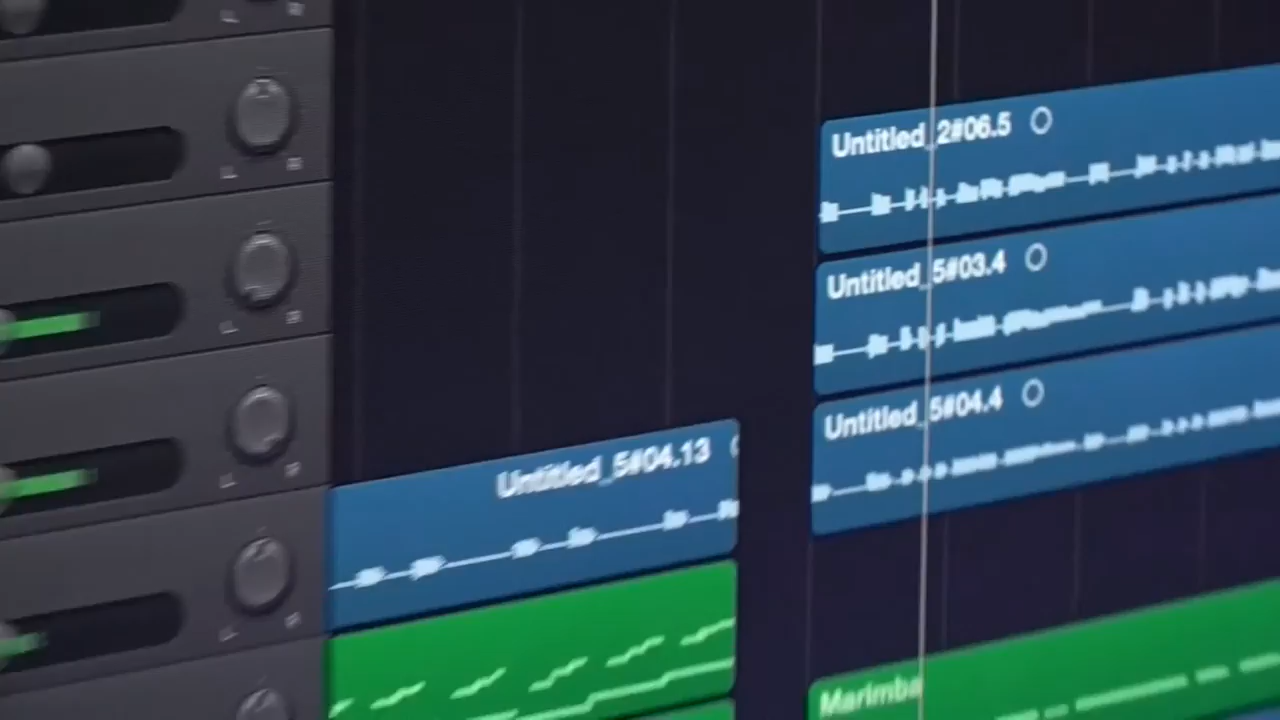 Untitled_2#06.5
Untitled_5#03.4
Untitled_5#04.4
Untitled_5#04.13
Marimba
L R
L R
L R
L R
L R